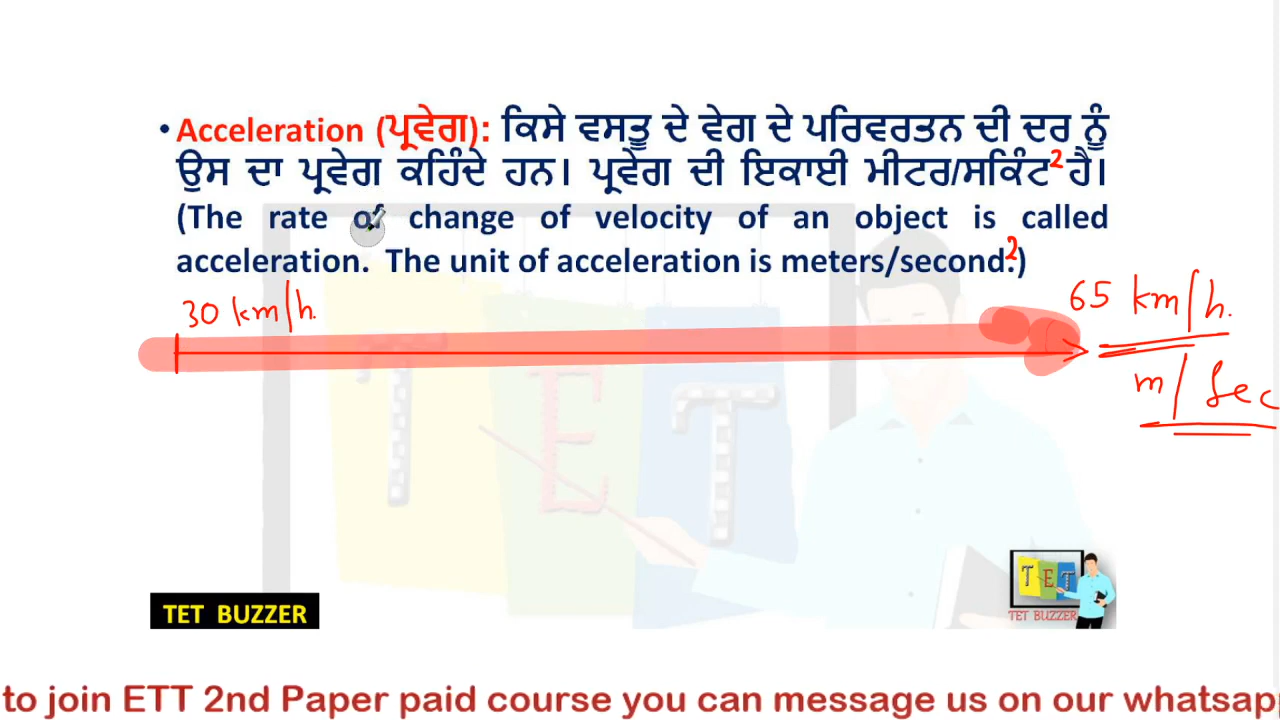 • Acceleration (ਪ੍ਰਵੇਗ): ਕਿਸੇ ਵਸਤੂ ਦੇ ਵੇਗ ਦੇ ਪਰਿਵਰਤਨ ਦੀ ਦਰ ਨੂੰ
ਉਸ ਦਾ ਪ੍ਰਵੇਗ ਕਹਿੰਦੇ ਹਨ। ਪ੍ਰਵੇਗ ਦੀ ਇਕਾਈ ਮੀਟਰ/ਸਕਿੰਟ² ਹੈ।
(The rate of change of velocity of an object is called
acceleration. The unit of acceleration is meters/second².)
30 km/h.
65 km/h.
m/sec
TET
TET
TET BUZZER
TET BUZZER
to join ETT 2nd Paper paid course you can message us on our whatsapp